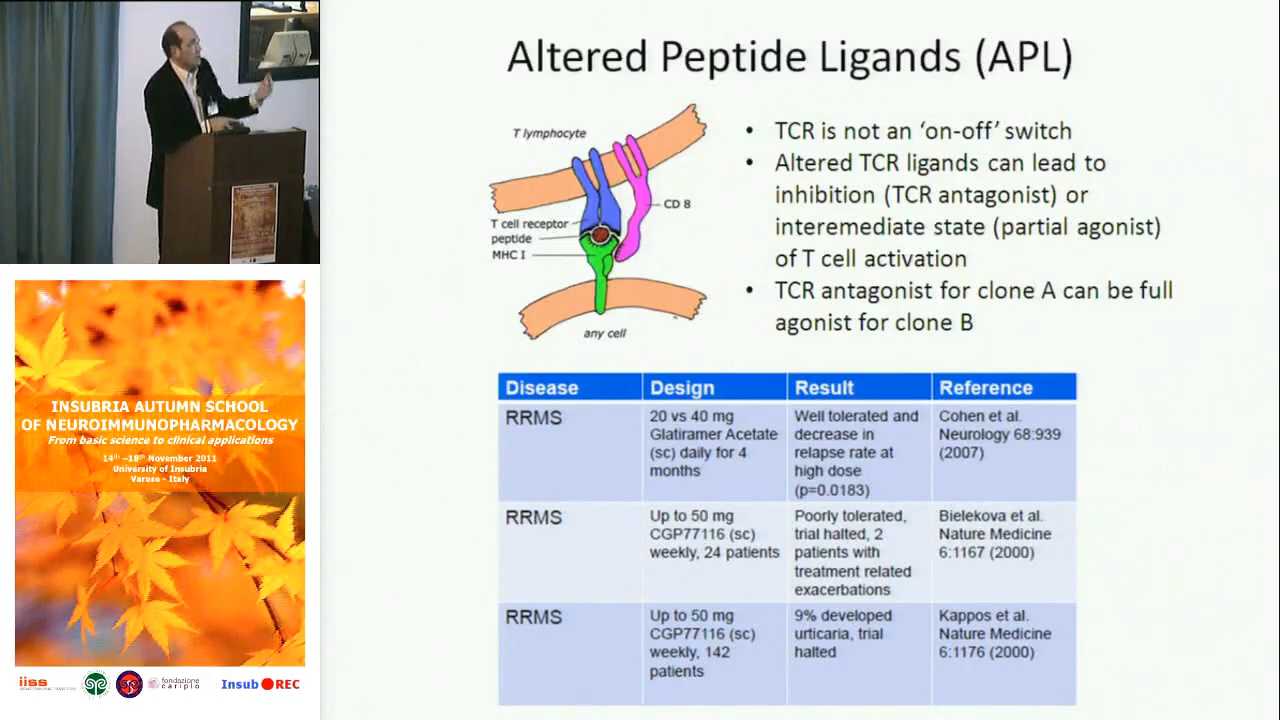 Altered Peptide Ligands (APL)
T lymphocyte
CD 8
T cell receptor
peptide
MHC I
any cell
• TCR is not an ‘on-off’ switch
• Altered TCR ligands can lead to
inhibition (TCR antagonist) or
interemediate state (partial agonist)
of T cell activation
• TCR antagonist for clone A can be full
agonist for clone B
Disease Design Result Reference
RRMS
20 vs 40 mg
Glatiramer Acetate
(sc) daily for 4
months
Well tolerated and
decrease in
relapse rate at
high dose
(p=0.0183)
Cohen et al.
Neurology 68:939
(2007)
RRMS
Up to 50 mg
CGP77116 (sc)
weekly, 24 patients
Poorly tolerated,
trial halted, 2
patients with
treatment related
exacerbations
Bielekova et al.
Nature Medicine
6:1167 (2000)
RRMS
Up to 50 mg
CGP77116 (sc)
weekly, 142
patients
9% developed
urticaria, trial
halted
Kappos et al.
Nature Medicine
6:1176 (2000)
INSUBRIA AUTUMN SCHOOL
OF NEUROIMMUNOPHARMACOLOGY
From basic science to clinical applications
14th –18th November 2011
University of Insubria
Varese - Italy
iiss
fondazione
cariplo
Insub REC